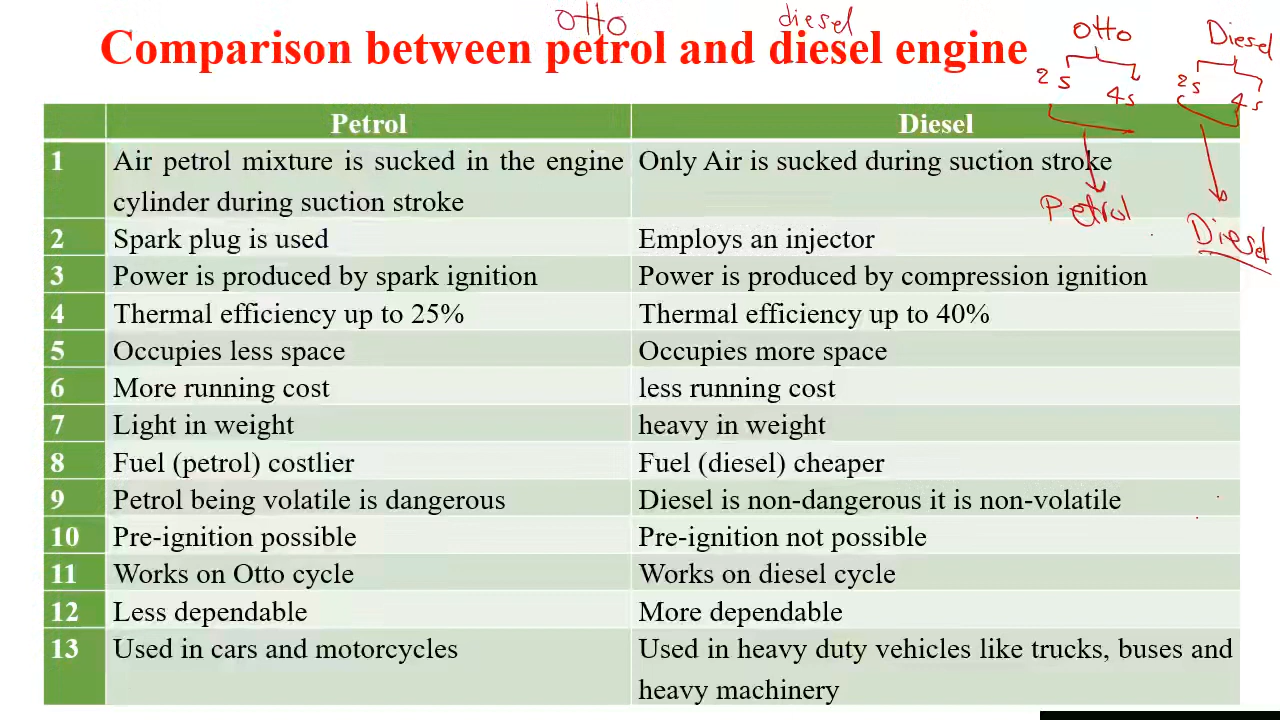 otto diesel
Comparison between petrol and diesel engine
otto Diesel
2s 4s 2s 4s
Petrol Diesel
1 Air petrol mixture is sucked in the engine cylinder during suction stroke Only Air is sucked during suction stroke
Petrol
Diesel
2 Spark plug is used Employs an injector
3 Power is produced by spark ignition Power is produced by compression ignition
4 Thermal efficiency up to 25% Thermal efficiency up to 40%
5 Occupies less space Occupies more space
6 More running cost less running cost
7 Light in weight heavy in weight
8 Fuel (petrol) costlier Fuel (diesel) cheaper
9 Petrol being volatile is dangerous Diesel is non-dangerous it is non-volatile
10 Pre-ignition possible Pre-ignition not possible
11 Works on Otto cycle Works on diesel cycle
12 Less dependable More dependable
13 Used in cars and motorcycles Used in heavy duty vehicles like trucks, buses and heavy machinery